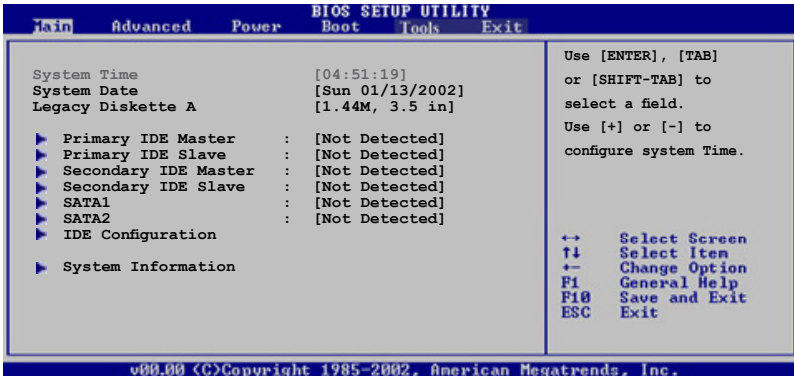 BIOS SETUP UTILITY
Main Advanced Power Boot Tools Exit
System Time [04:51:19]
System Date [Sun 01/13/2002]
Legacy Diskette A [1.44M, 3.5 in]
Primary IDE Master : [Not Detected]
Primary IDE Slave : [Not Detected]
Secondary IDE Master : [Not Detected]
Secondary IDE Slave : [Not Detected]
SATA1 : [Not Detected]
SATA2 : [Not Detected]
IDE Configuration
System Information
Use [ENTER], [TAB]
or [SHIFT-TAB] to
select a field.
Use [+] or [-] to
configure system Time.
↔ Select Screen
↑↓ Select Item
+- Change Option
F1 General Help
F10 Save and Exit
ESC Exit
v00.00 (C)Copyright 1985-2002, American Megatrends, Inc.